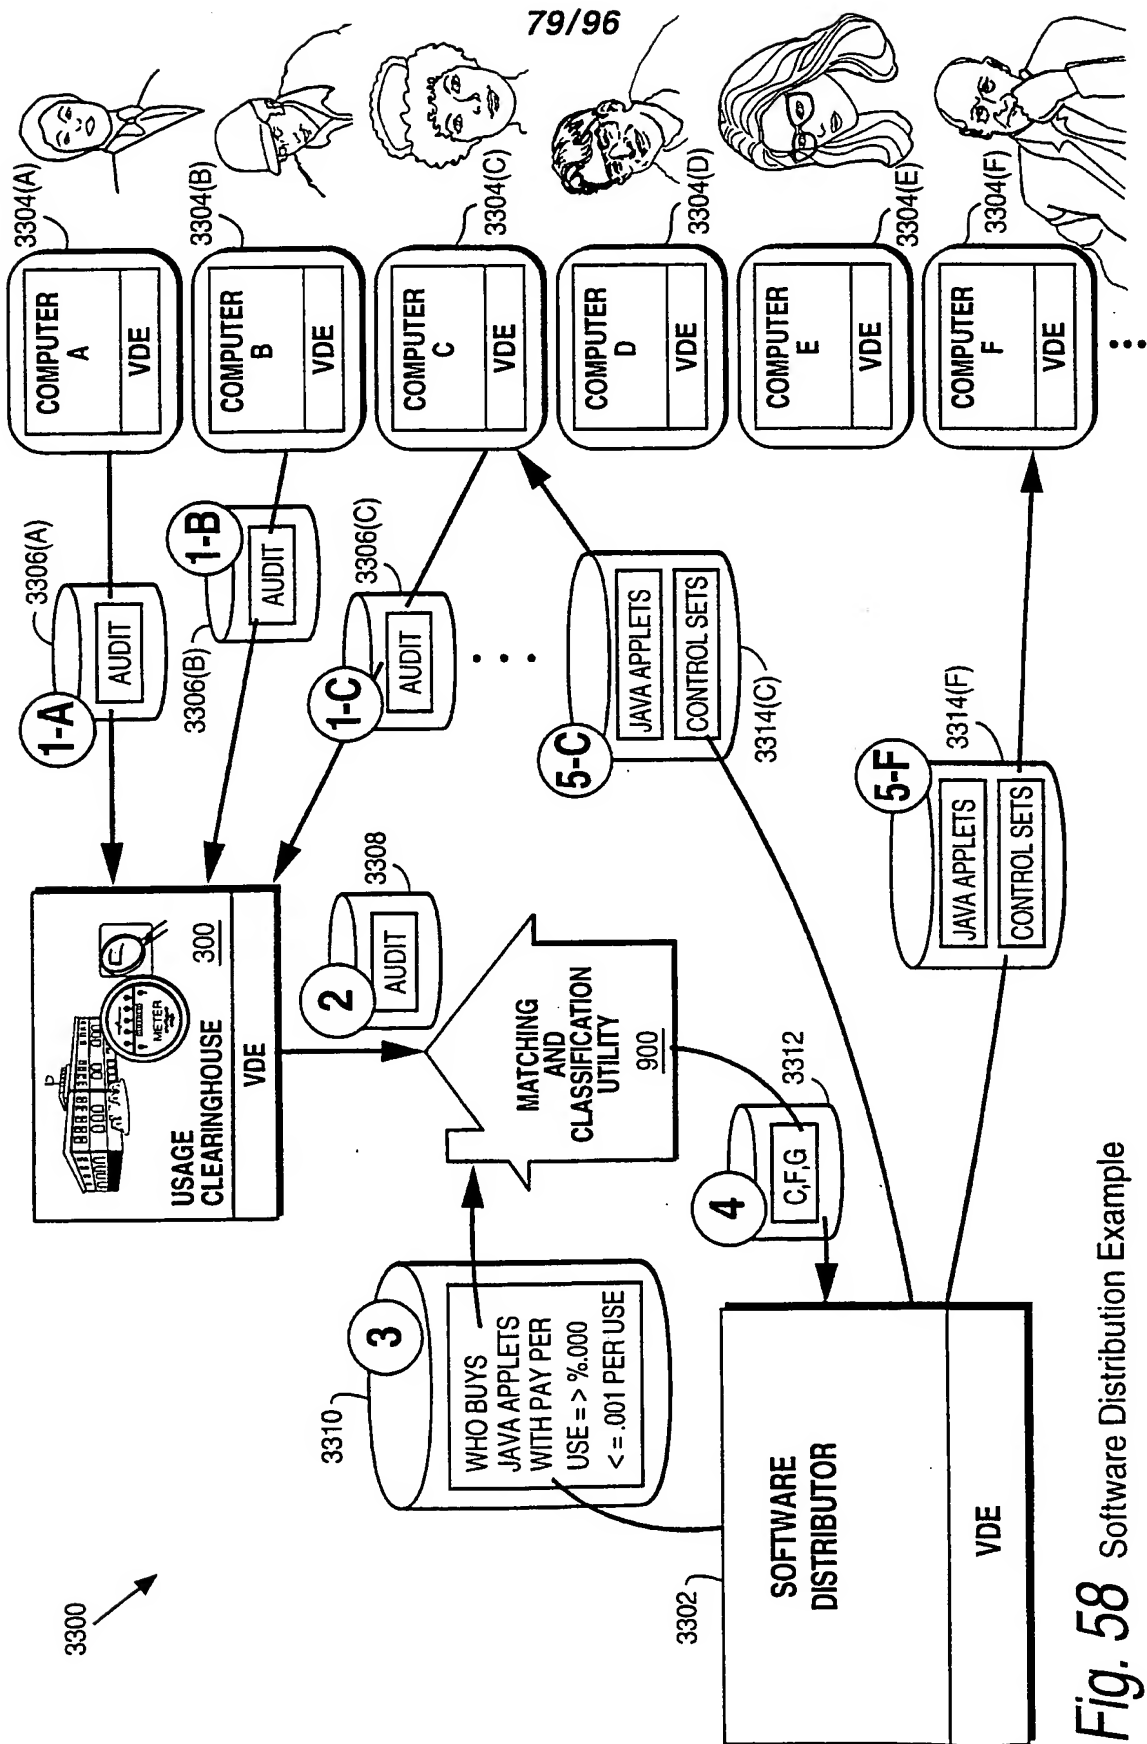 79/96
3300
3302
SOFTWARE
DISTRIBUTOR
VDE
3310
3
WHO BUYS
JAVA APPLETS
WITH PAY PER
USE = > %.000
< = .001 PER USE
USAGE
CLEARINGHOUSE
300
METER
VDE
2
3308
AUDIT
MATCHING
AND
CLASSIFICATION
UTILITY
900
4
3312
C,F,G
1-A
3306(A)
AUDIT
1-B
3306(B)
AUDIT
1-C
3306(C)
AUDIT
5-C
JAVA APPLETS
CONTROL SETS
3314(C)
5-F
3314(F)
JAVA APPLETS
CONTROL SETS
COMPUTER
A
VDE
3304(A)
COMPUTER
B
VDE
3304(B)
COMPUTER
C
VDE
3304(C)
COMPUTER
D
VDE
3304(D)
COMPUTER
E
VDE
3304(E)
COMPUTER
F
VDE
3304(F)
Fig. 58 Software Distribution Example